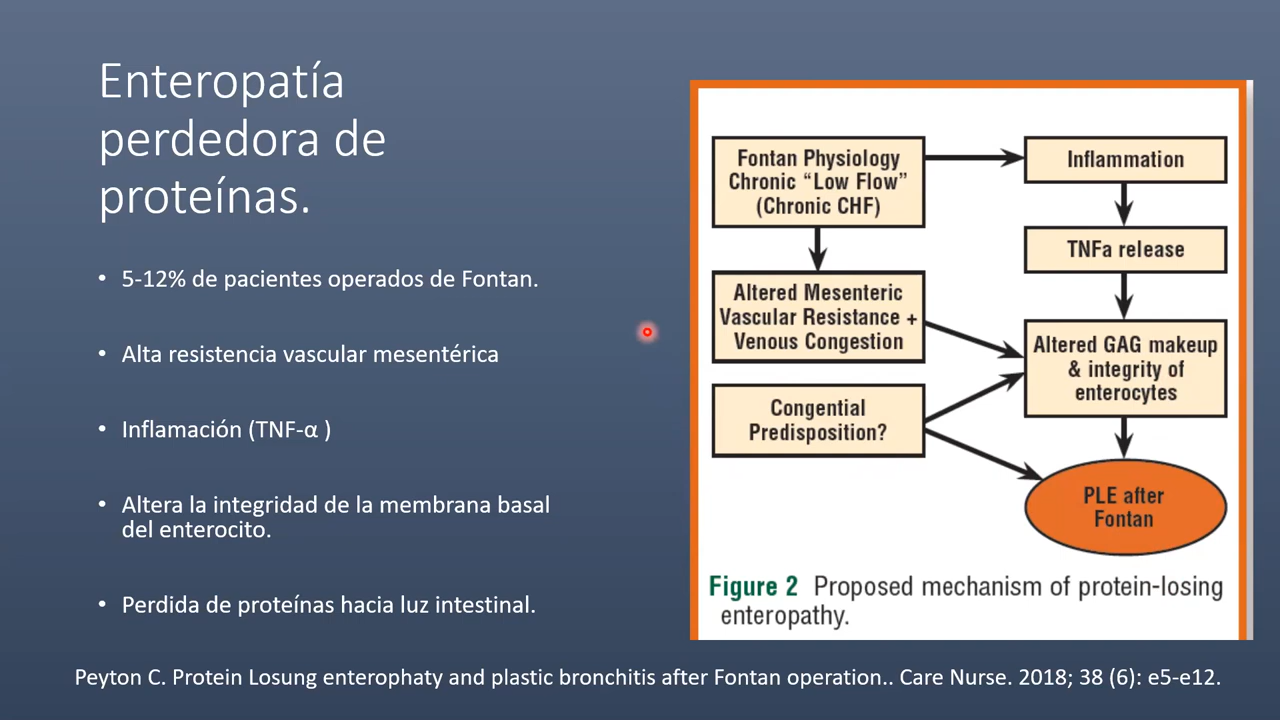 Enteropatía
perdedora de
proteínas.
• 5-12% de pacientes operados de Fontan.
• Alta resistencia vascular mesentérica
• Inflamación (TNF-α )
• Altera la integridad de la membrana basal
del enterocito.
• Perdida de proteínas hacia luz intestinal.
Fontan Physiology
Chronic “Low Flow”
(Chronic CHF)
Inflammation
TNFa release
Altered Mesenteric
Vascular Resistance +
Venous Congestion
Altered GAG makeup
& integrity of
enterocytes
Congential
Predisposition?
PLE after
Fontan
Figure 2 Proposed mechanism of protein-losing
enteropathy.
Peyton C. Protein Losung enterophaty and plastic bronchitis after Fontan operation.. Care Nurse. 2018; 38 (6): e5-e12.